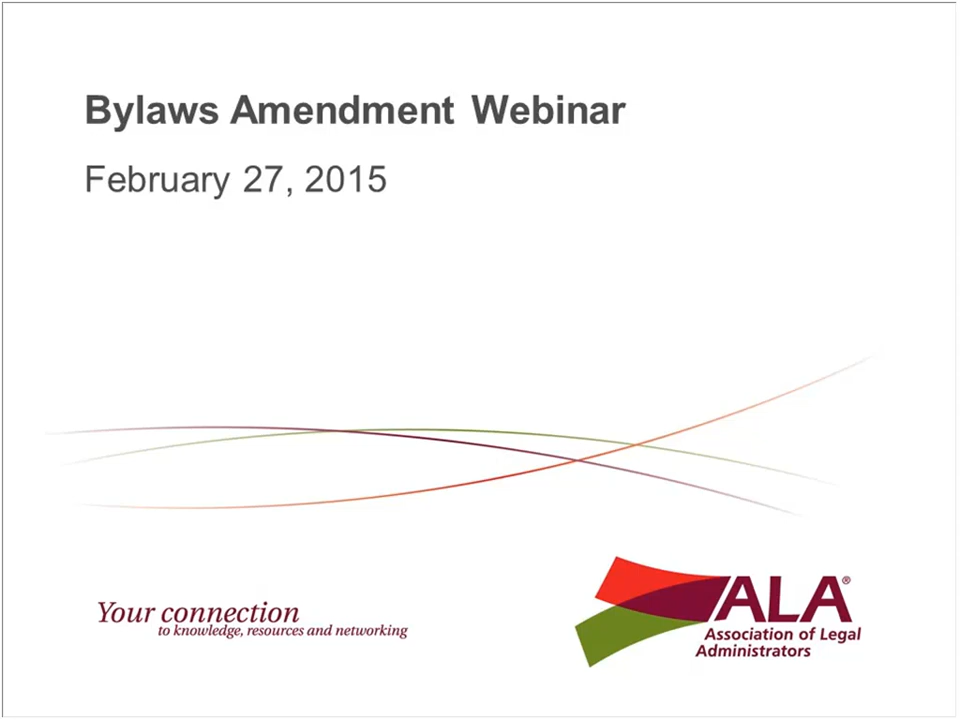 Bylaws Amendment Webinar
February 27, 2015
Your connection
to knowledge, resources and networking
ALA®
Association of Legal
Administrators